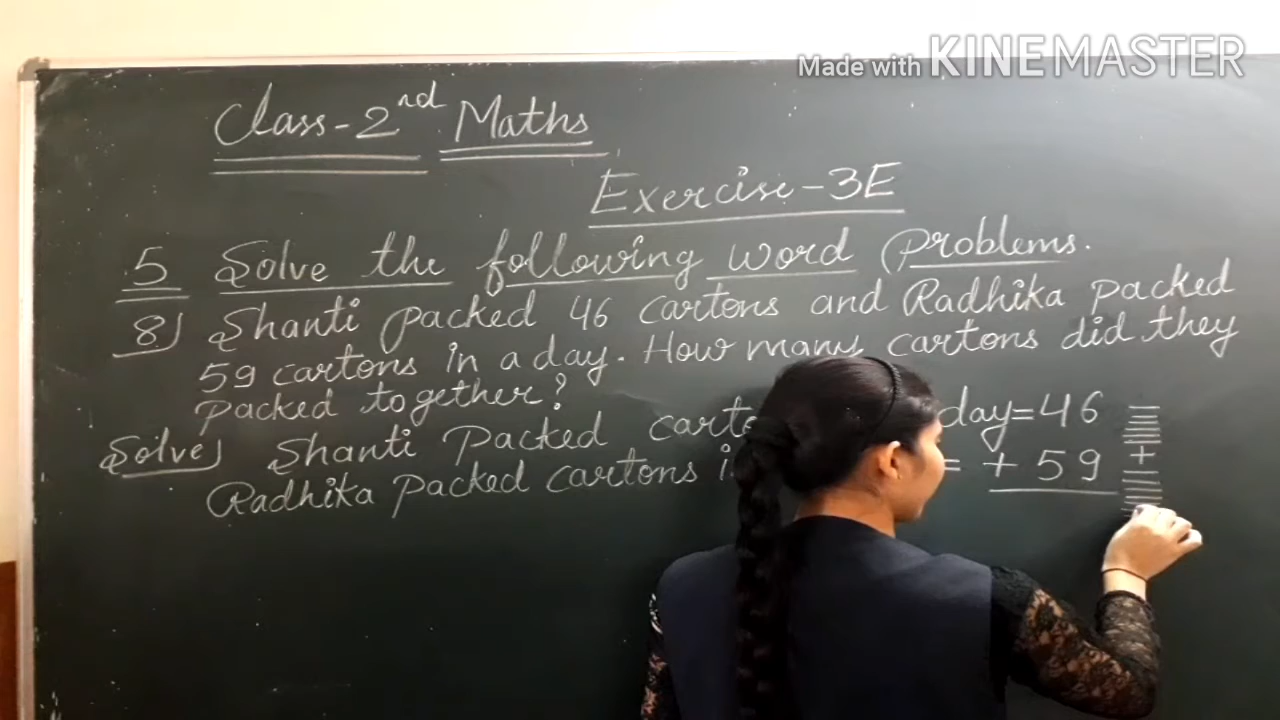 Made with KINEMASTER
Class-2nd Maths
Exercise-3E
5 Solve the following word problems.
8) Shanti packed 46 cartons and Radhika packed
59 cartons in a day. How many cartons did they
packed together?
Solve) Shanti packed day=46
Radhika packed cartons = +59
+